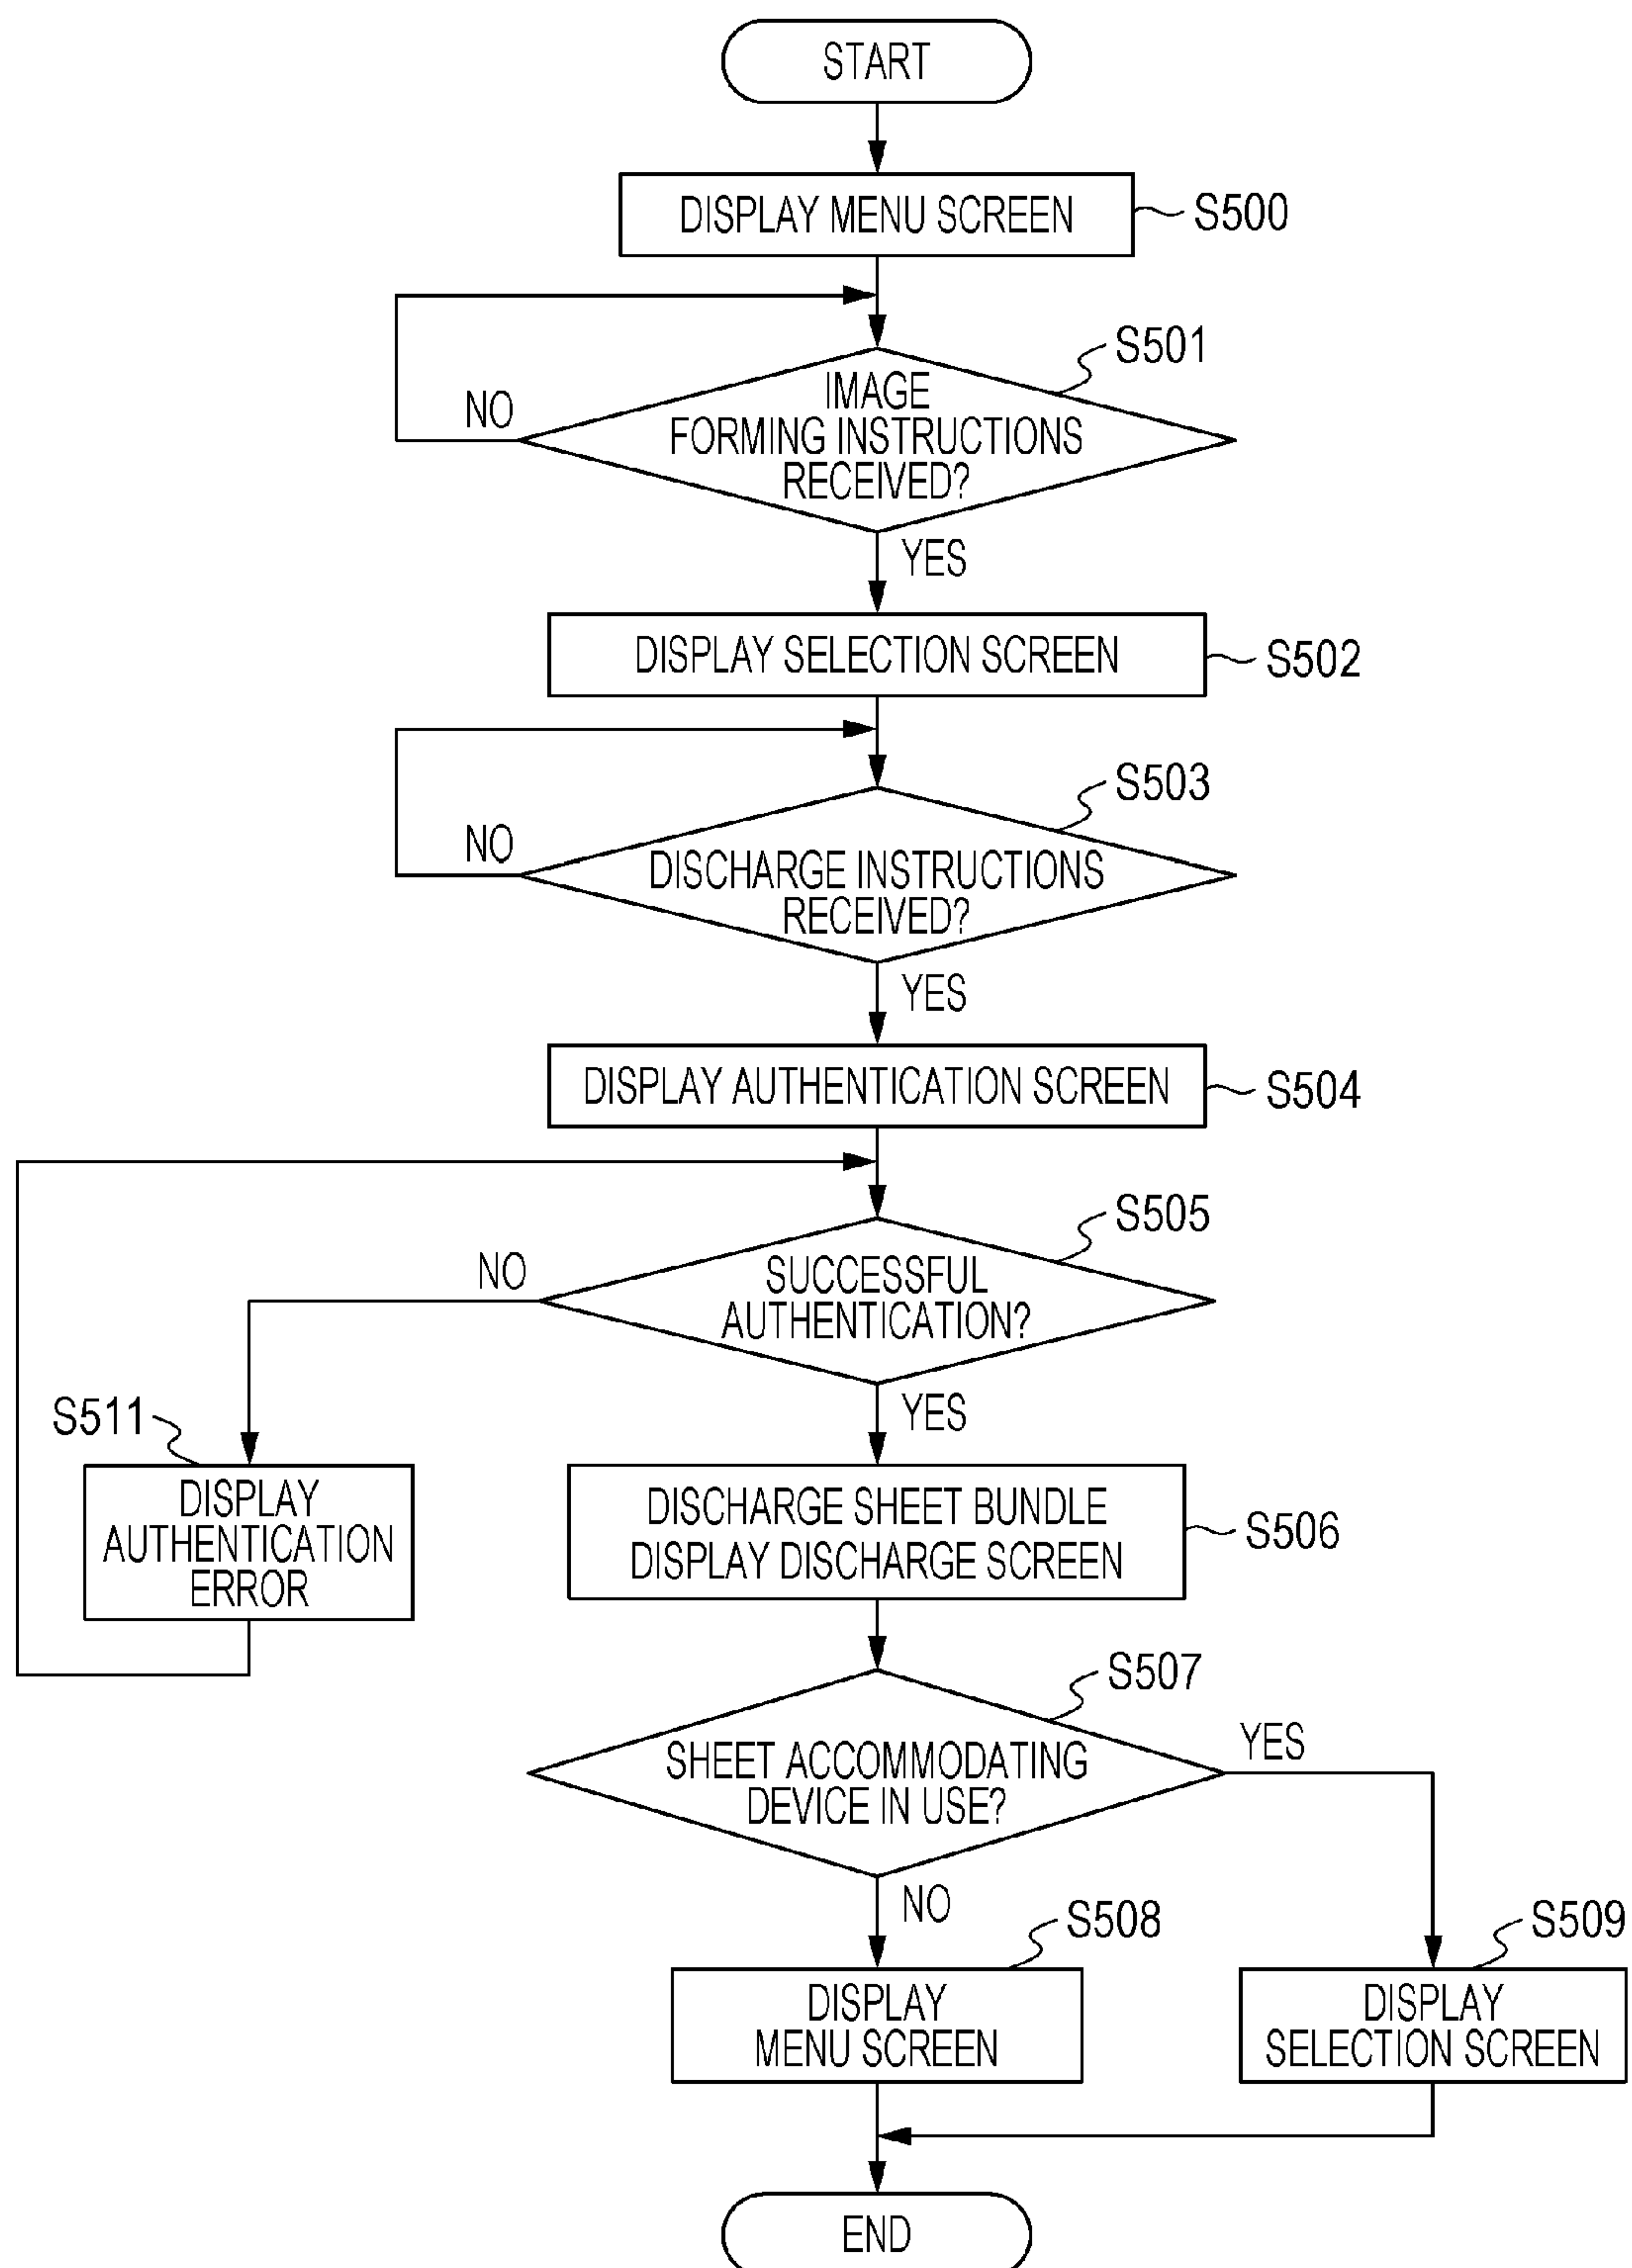 START
DISPLAY MENU SCREEN
S500
S501
IMAGE
FORMING INSTRUCTIONS
RECEIVED?
NO
YES
DISPLAY SELECTION SCREEN
S502
S503
NO
DISCHARGE INSTRUCTIONS
RECEIVED?
YES
DISPLAY AUTHENTICATION SCREEN
S504
S505
NO
SUCCESSFUL
AUTHENTICATION?
YES
S511
DISPLAY
AUTHENTICATION
ERROR
DISCHARGE SHEET BUNDLE
DISPLAY DISCHARGE SCREEN
S506
S507
YES
SHEET ACCOMMODATING
DEVICE IN USE?
NO
S508
S509
DISPLAY
MENU SCREEN
DISPLAY
SELECTION SCREEN
END